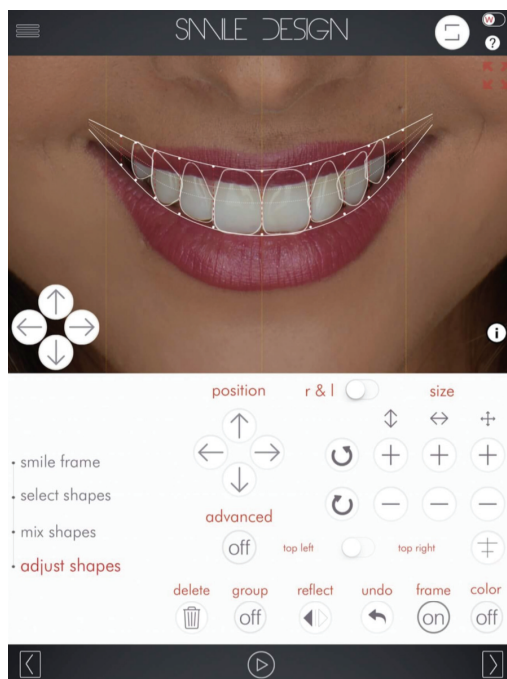 SMILE DESIGN
W
?
i
position r & l size
• smile frame
• select shapes
• mix shapes
• adjust shapes
advanced
off top left top right
delete group reflect undo frame color
off on off